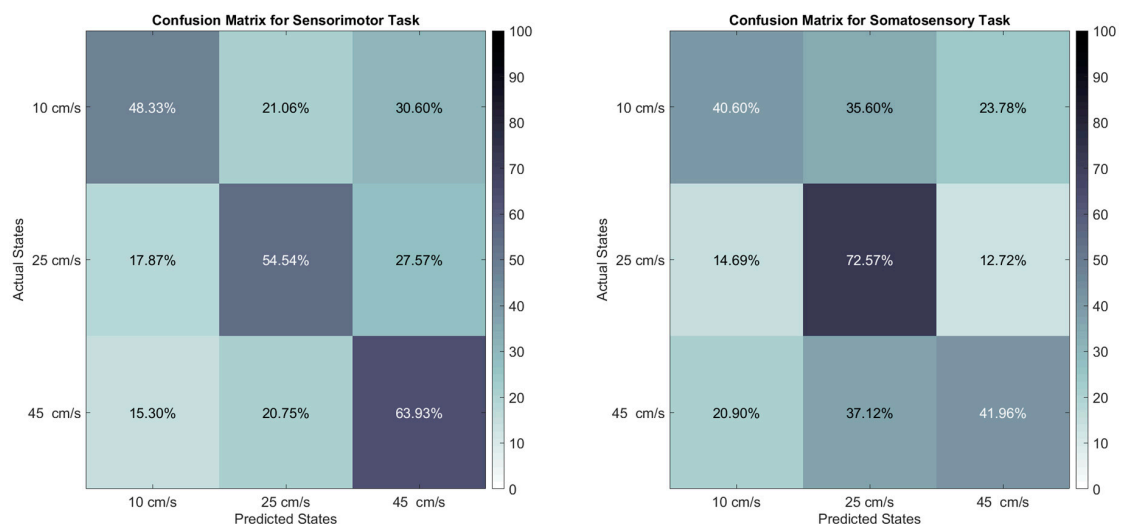 Confusion Matrix for Sensorimotor Task
Actual States
10 cm/s
48.33%
21.06%
30.60%
25 cm/s
17.87%
54.54%
27.57%
45 cm/s
15.30%
20.75%
63.93%
10 cm/s
25 cm/s
45 cm/s
Predicted States
100
90
80
70
60
50
40
30
20
10
0
Confusion Matrix for Somatosensory Task
Actual States
10 cm/s
40.60%
35.60%
23.78%
25 cm/s
14.69%
72.57%
12.72%
45 cm/s
20.90%
37.12%
41.96%
10 cm/s
25 cm/s
45 cm/s
Predicted States
100
90
80
70
60
50
40
30
20
10
0